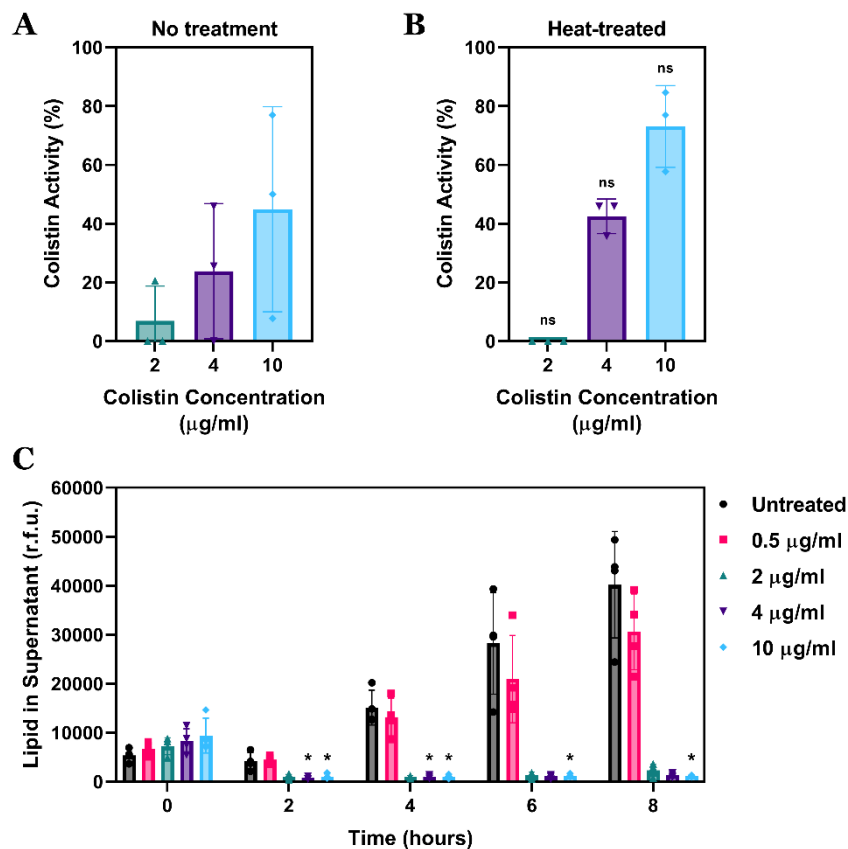 A
No treatment
Colistin Activity (%)
100
80
60
40
20
0
2 4 10
Colistin Concentration
(μg/ml)
B
Heat-treated
Colistin Activity (%)
100
80
60
40
20
0
ns
ns
ns
2 4 10
Colistin Concentration
(μg/ml)
C
Lipid in Supernatant (r.f.u.)
60000
50000
40000
30000
20000
10000
0
* * * * * *
0 2 4 6 8
Time (hours)
Untreated
0.5 μg/ml
2 μg/ml
4 μg/ml
10 μg/ml